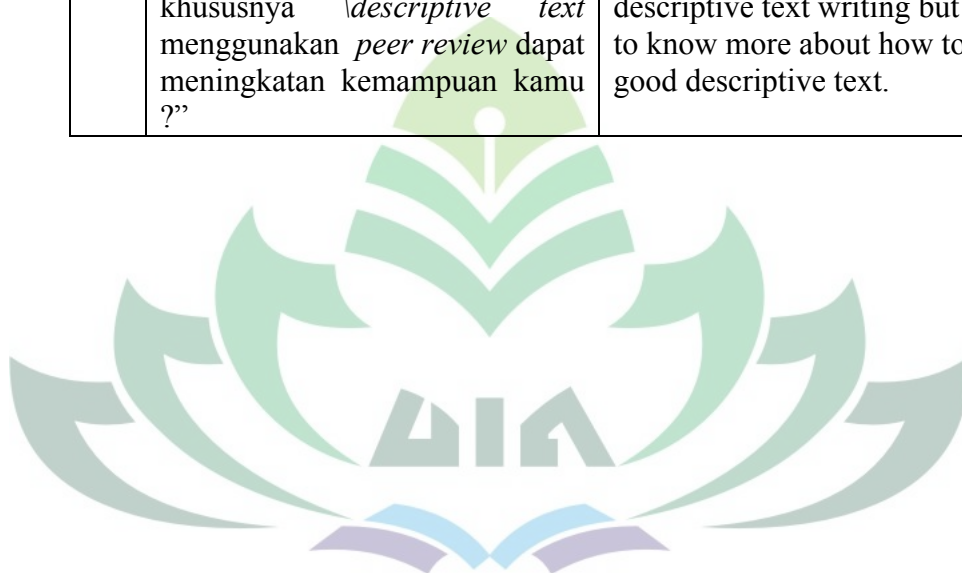 khususnya \descriptive text
menggunakan peer review dapat
meningkatan kemampuan kamu
?”
descriptive text writing but
to know more about how to
good descriptive text.
UIN